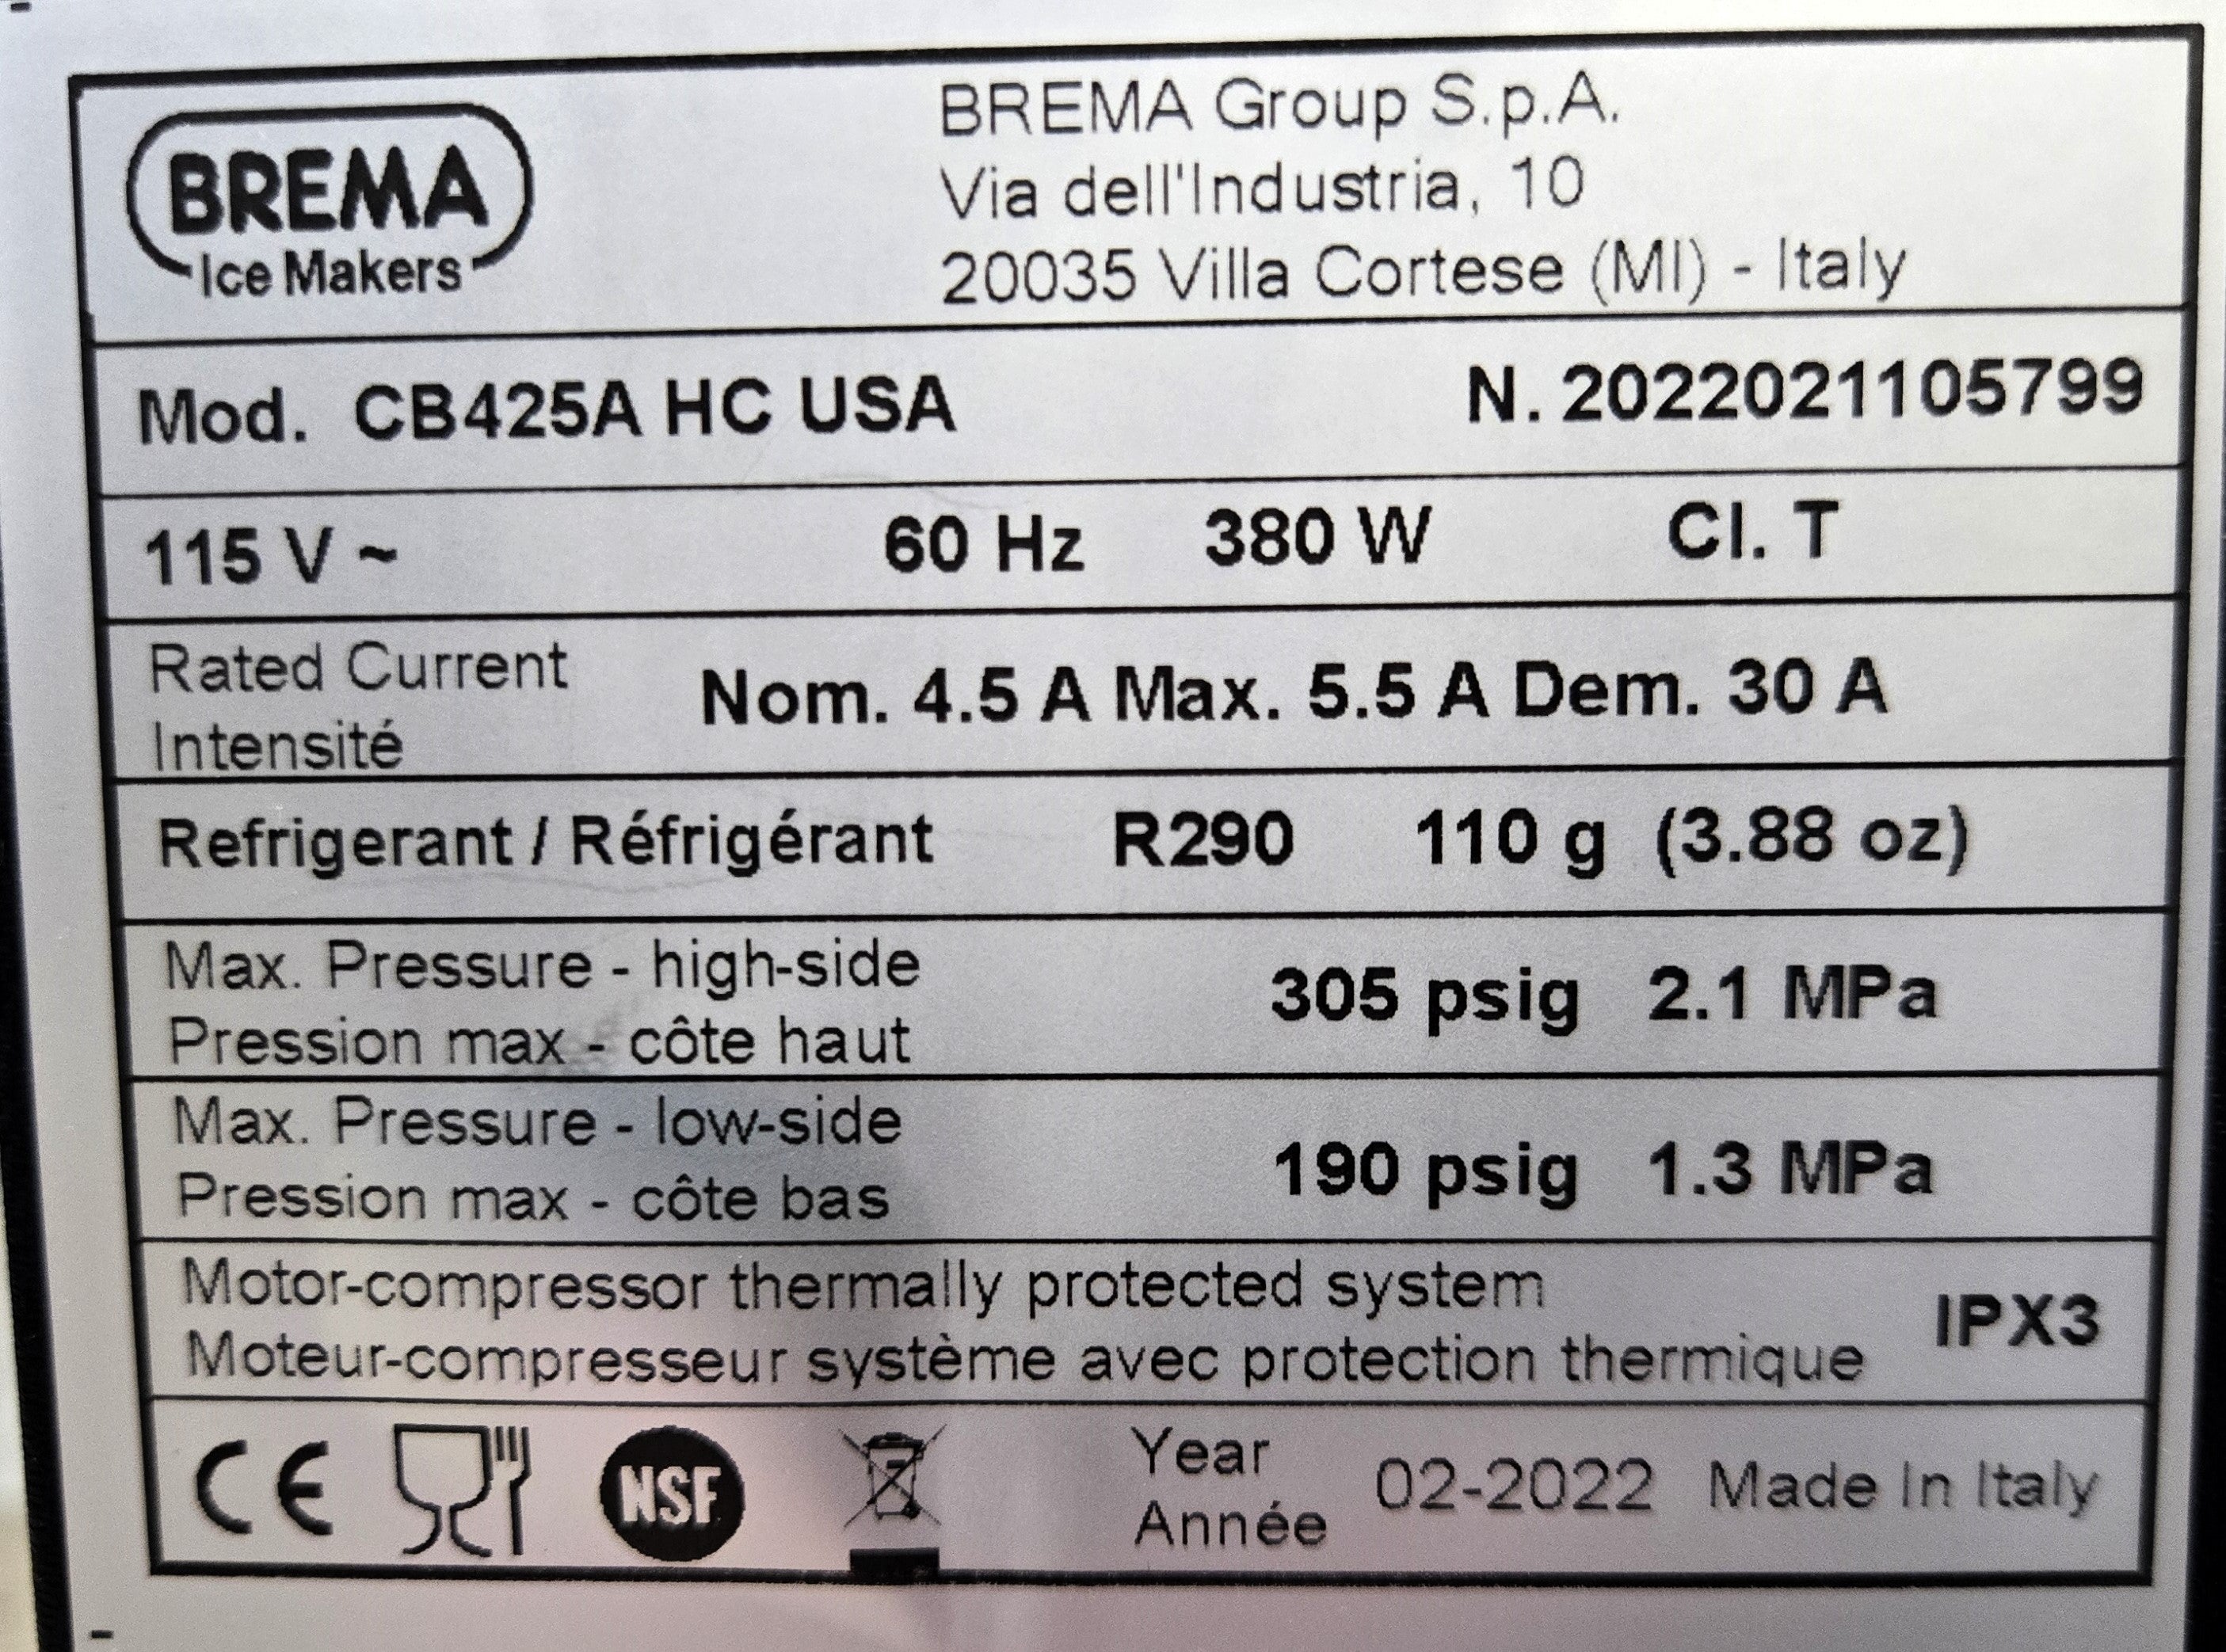 BREMA
Ice Makers
BREMA Group S.p.A.
Via dell'Industria, 10
20035 Villa Cortese (MI) - Italy
Mod. CB425A HC USA N. 2022021105799
115 V ~ 60 Hz 380 W Cl. T
Rated Current
Intensité
Nom. 4.5 A Max. 5.5 A Dem. 30 A
Refrigerant / Réfrigérant R290 110 g (3.88 oz)
Max. Pressure - high-side
Pression max - côte haut
305 psig 2.1 MPa
Max. Pressure - low-side
Pression max - côte bas
190 psig 1.3 MPa
Motor-compressor thermally protected system
Moteur-compresseur système avec protection thermique
IPX3
CE NSF
Year
Année
02-2022 Made In Italy